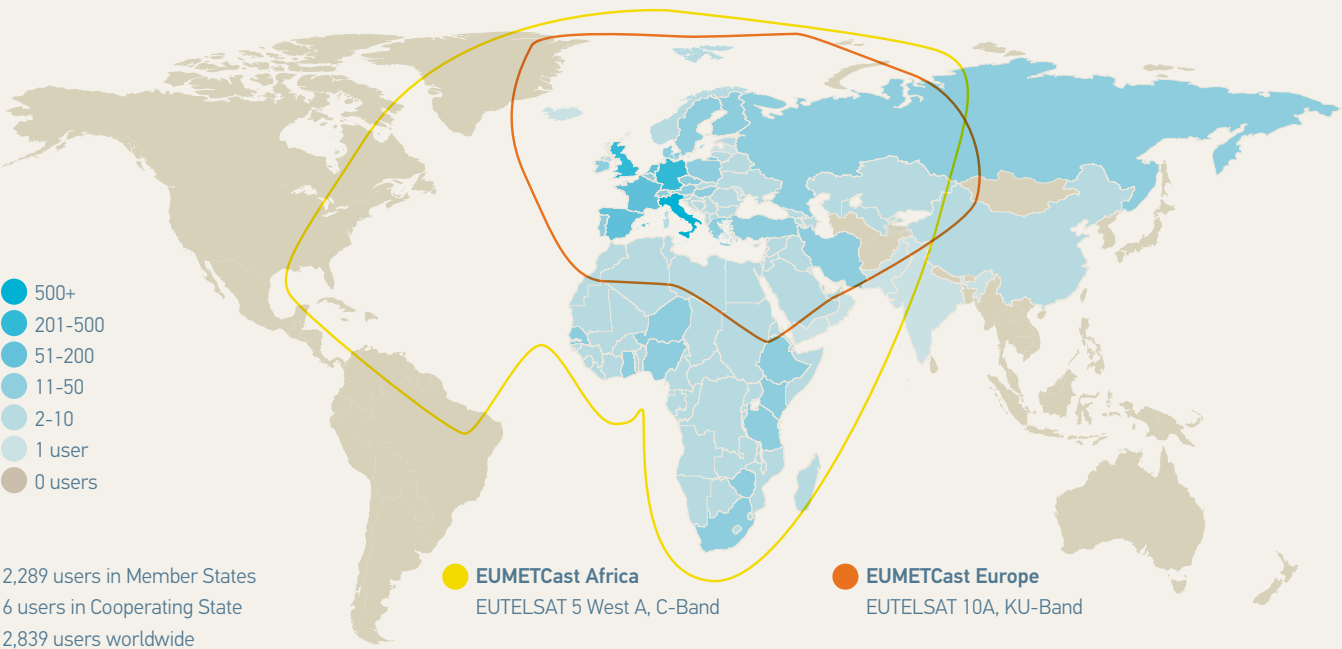 500+
201-500
51-200
11-50
2-10
1 user
0 users
2,289 users in Member States
6 users in Cooperating State
2,839 users worldwide
EUMETCast Africa
EUTELSAT 5 West A, C-Band
EUMETCast Europe
EUTELSAT 10A, KU-Band